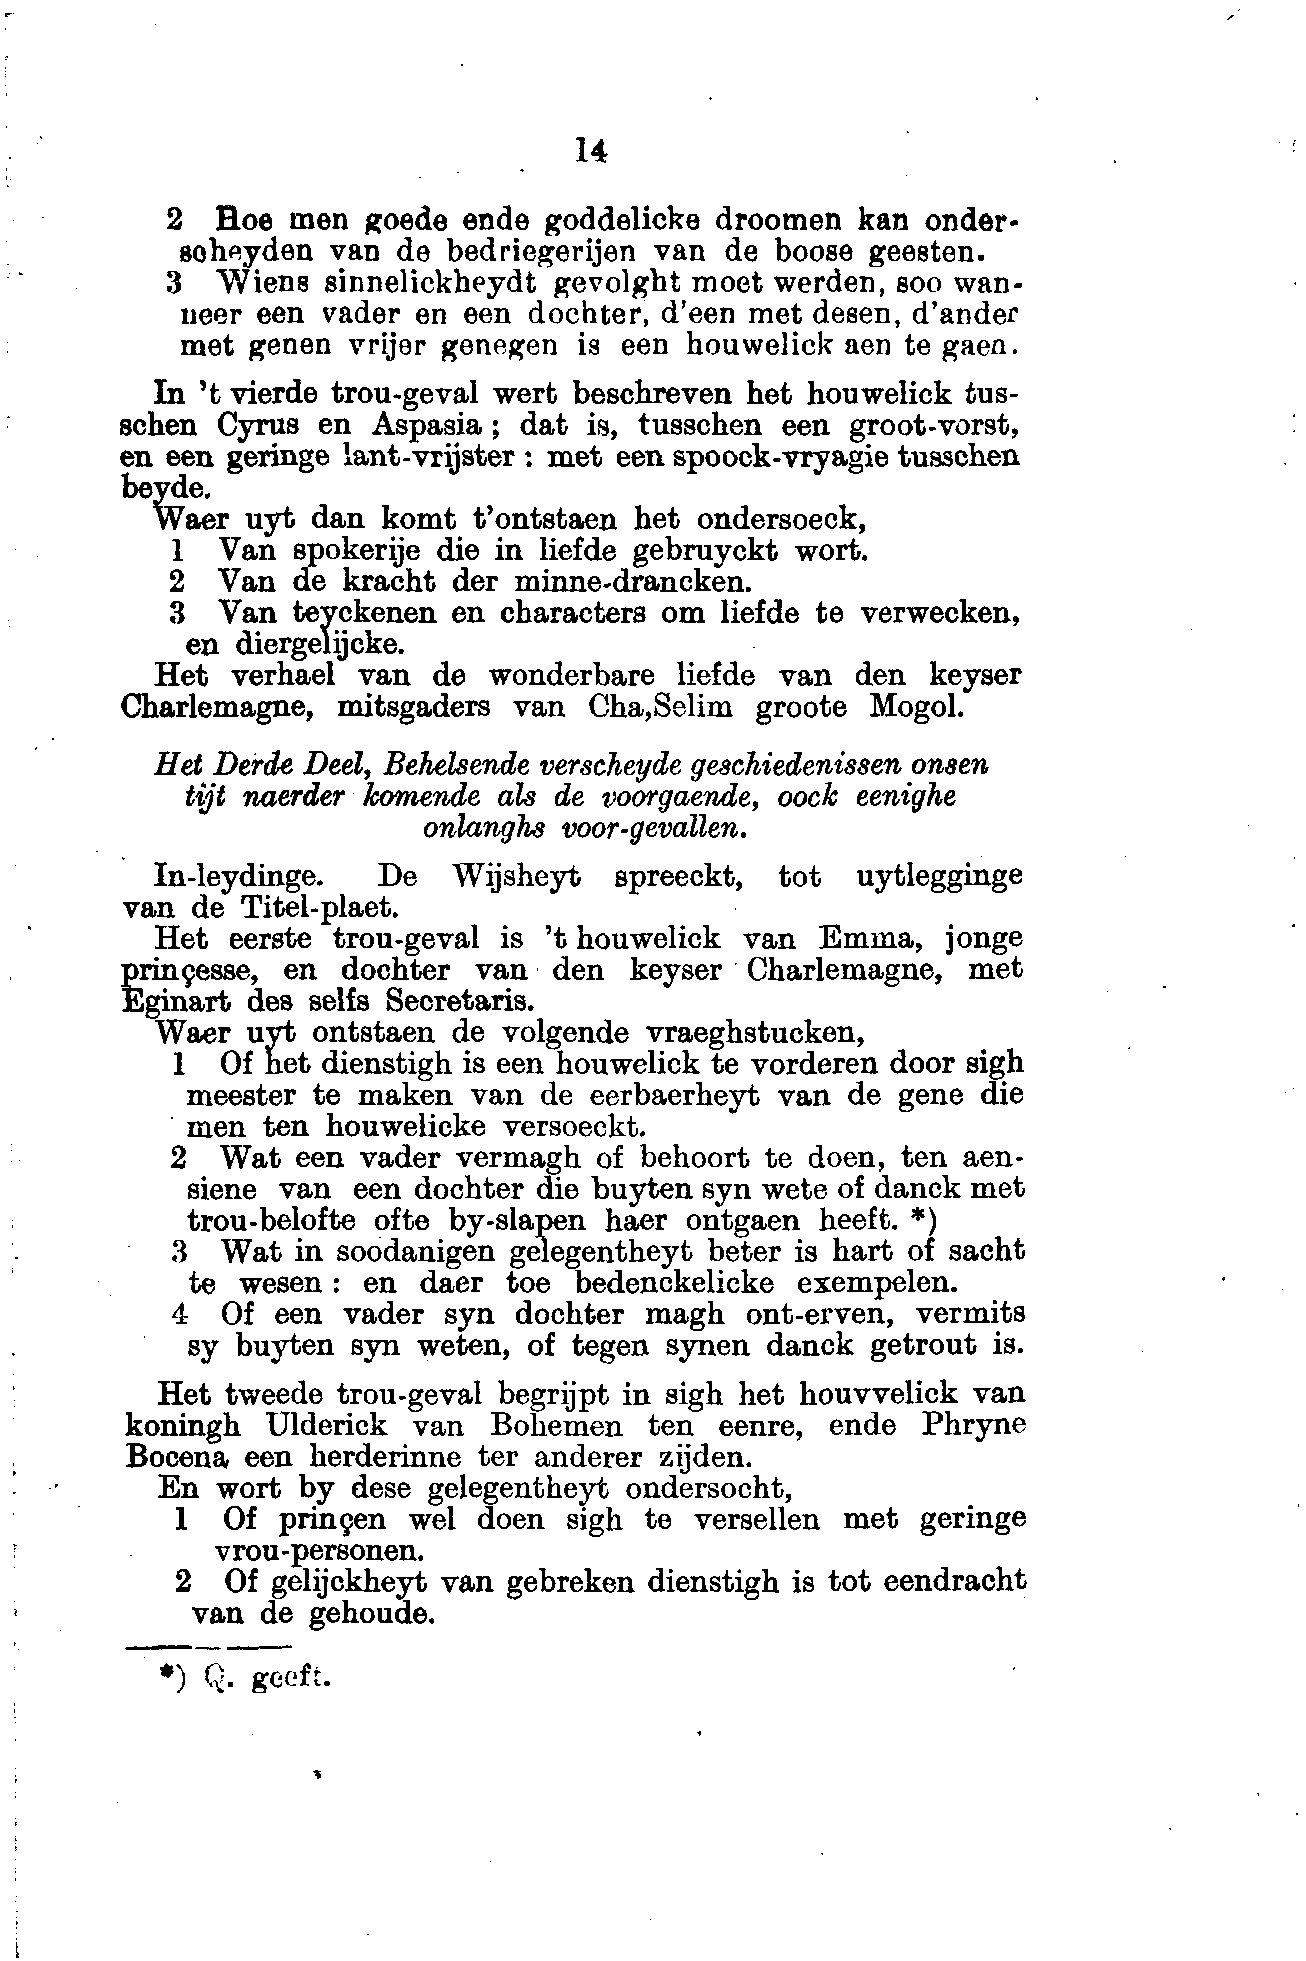 14
2 Hoe men goede ende goddelicke droomen kan onder-
scheyden van de bedriegerijen van de boose geesten.
3 Wiens sinnelickheydt gevolght moet werden, soo wan-
neer een vader en een dochter, d'een met desen, d'ander
met genen vrijer genegen is een houwelick aen te gaen.
In 't vierde trou-geval wert beschreven het houwelick tus-
schen Cyrus en Aspasia; dat is, tusschen een groot-vorst,
en een geringe lant-vrijster: met een spoock-vryagie tusschen
beyde.
Waer uyt dan komt t'ontstaen het ondersoeck,
1 Van spokerije die in liefde gebruyckt wort.
2 Van de kracht der minne-drancken.
3 Van teyckenen en characters om liefde te verwecken,
en diergelijcke.
Het verhael van de wonderbare liefde van den keyser
Charlemagne, mitsgaders van Cha,Selim groote Mogol.
Het Derde Deel, Behelsende verscheyde geschiedenissen onsen
tijt naerder komende als de voorgaende, oock eenighe
onlanghs voor-gevallen.
In-leydinge. De Wijsheyt spreeckt, tot uytlegginge
van de Titel-plaet.
Het eerste trou-geval is 't houwelick van Emma, jonge
prinçesse, en dochter van den keyser Charlemagne, met
Eginart des selfs Secretaris.
Waer uyt ontstaen de volgende vraeghstucken,
1 Of het dienstigh is een houwelick te vorderen door sigh
meester te maken van de eerbaerheyt van de gene die
men ten houwelicke versoeckt.
2 Wat een vader vermagh of behoort te doen, ten aen-
siene van een dochter die buyten syn wete of danck met
trou-belofte ofte by-slapen haer ontgaen heeft. *)
3 Wat in soodanigen gelegentheyt beter is hart of sacht
te wesen: en daer toe bedenckelicke exempelen.
4 Of een vader syn dochter magh ont-erven, vermits
sy buyten syn weten, of tegen synen danck getrout is.
Het tweede trou-geval begrijpt in sigh het houvvelick van
koningh Ulderick van Bohemen ten eenre, ende Phryne
Bocena een herderinne ter anderer zijden.
En wort by dese gelegentheyt ondersocht,
1 Of prinçen wel doen sigh te versellen met geringe
vrou-personen.
2 Of gelijckheyt van gebreken dienstigh is tot eendracht
van de gehoude.
*) Q. geeft.